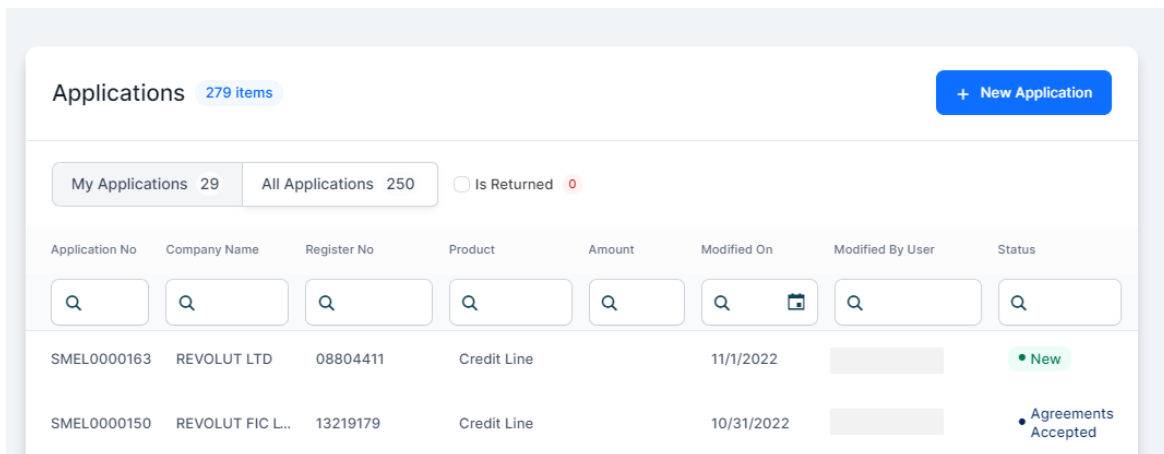 Applications 279 items
+ New Application
My Applications 29 All Applications 250 Is Returned 0
Application No Company Name Register No Product Amount Modified On Modified By User Status
SMEL0000163 REVOLUT LTD 08804411 Credit Line 11/1/2022 New
SMEL0000150 REVOLUT FIC L... 13219179 Credit Line 10/31/2022 Agreements
Accepted